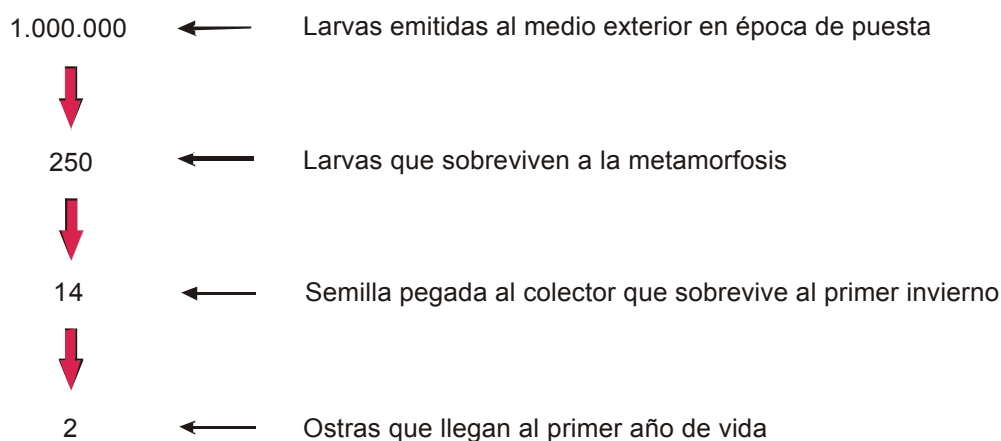 1.000.000 Larvas emitidas al medio exterior en época de puesta
250 Larvas que sobreviven a la metamorfosis
14 Semilla pegada al colector que sobrevive al primer invierno
2 Ostras que llegan al primer año de vida